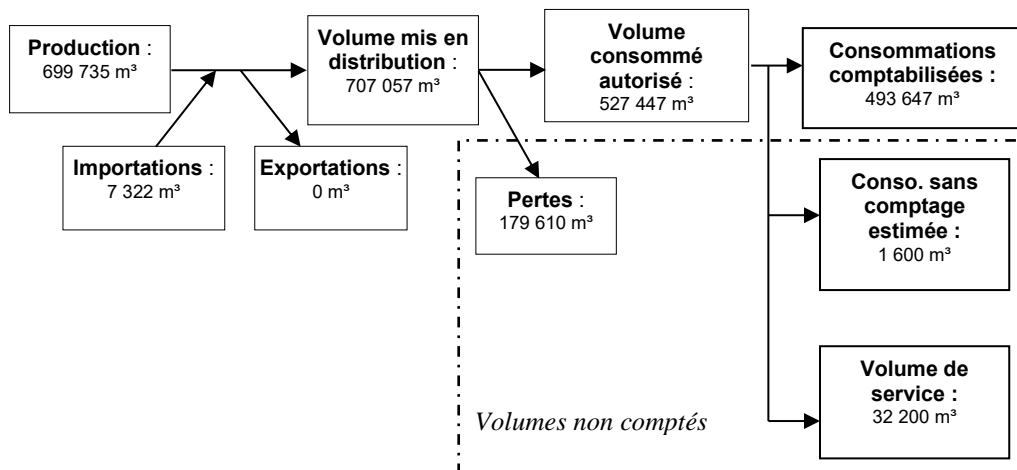 Production :
699 735 m³
Volume mis en
distribution :
707 057 m³
Volume
consommé
autorisé :
527 447 m³
Consommations
comptabilisées :
493 647 m³
Importations :
7 322 m³
Exportations :
0 m³
Pertes :
179 610 m³
Conso. sans
comptage
estimée :
1 600 m³
Volume de
service :
32 200 m³
Volumes non comptés